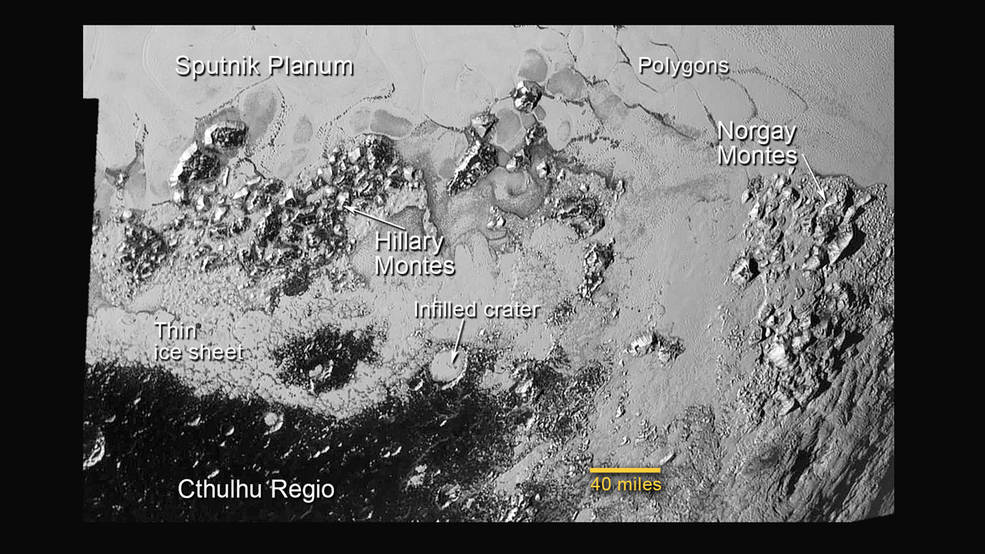 Sputnik Planum
Polygons
Norgay
Montes
Hillary
Montes
Infilled crater
Thin
ice sheet
Cthulhu Regio
40 miles